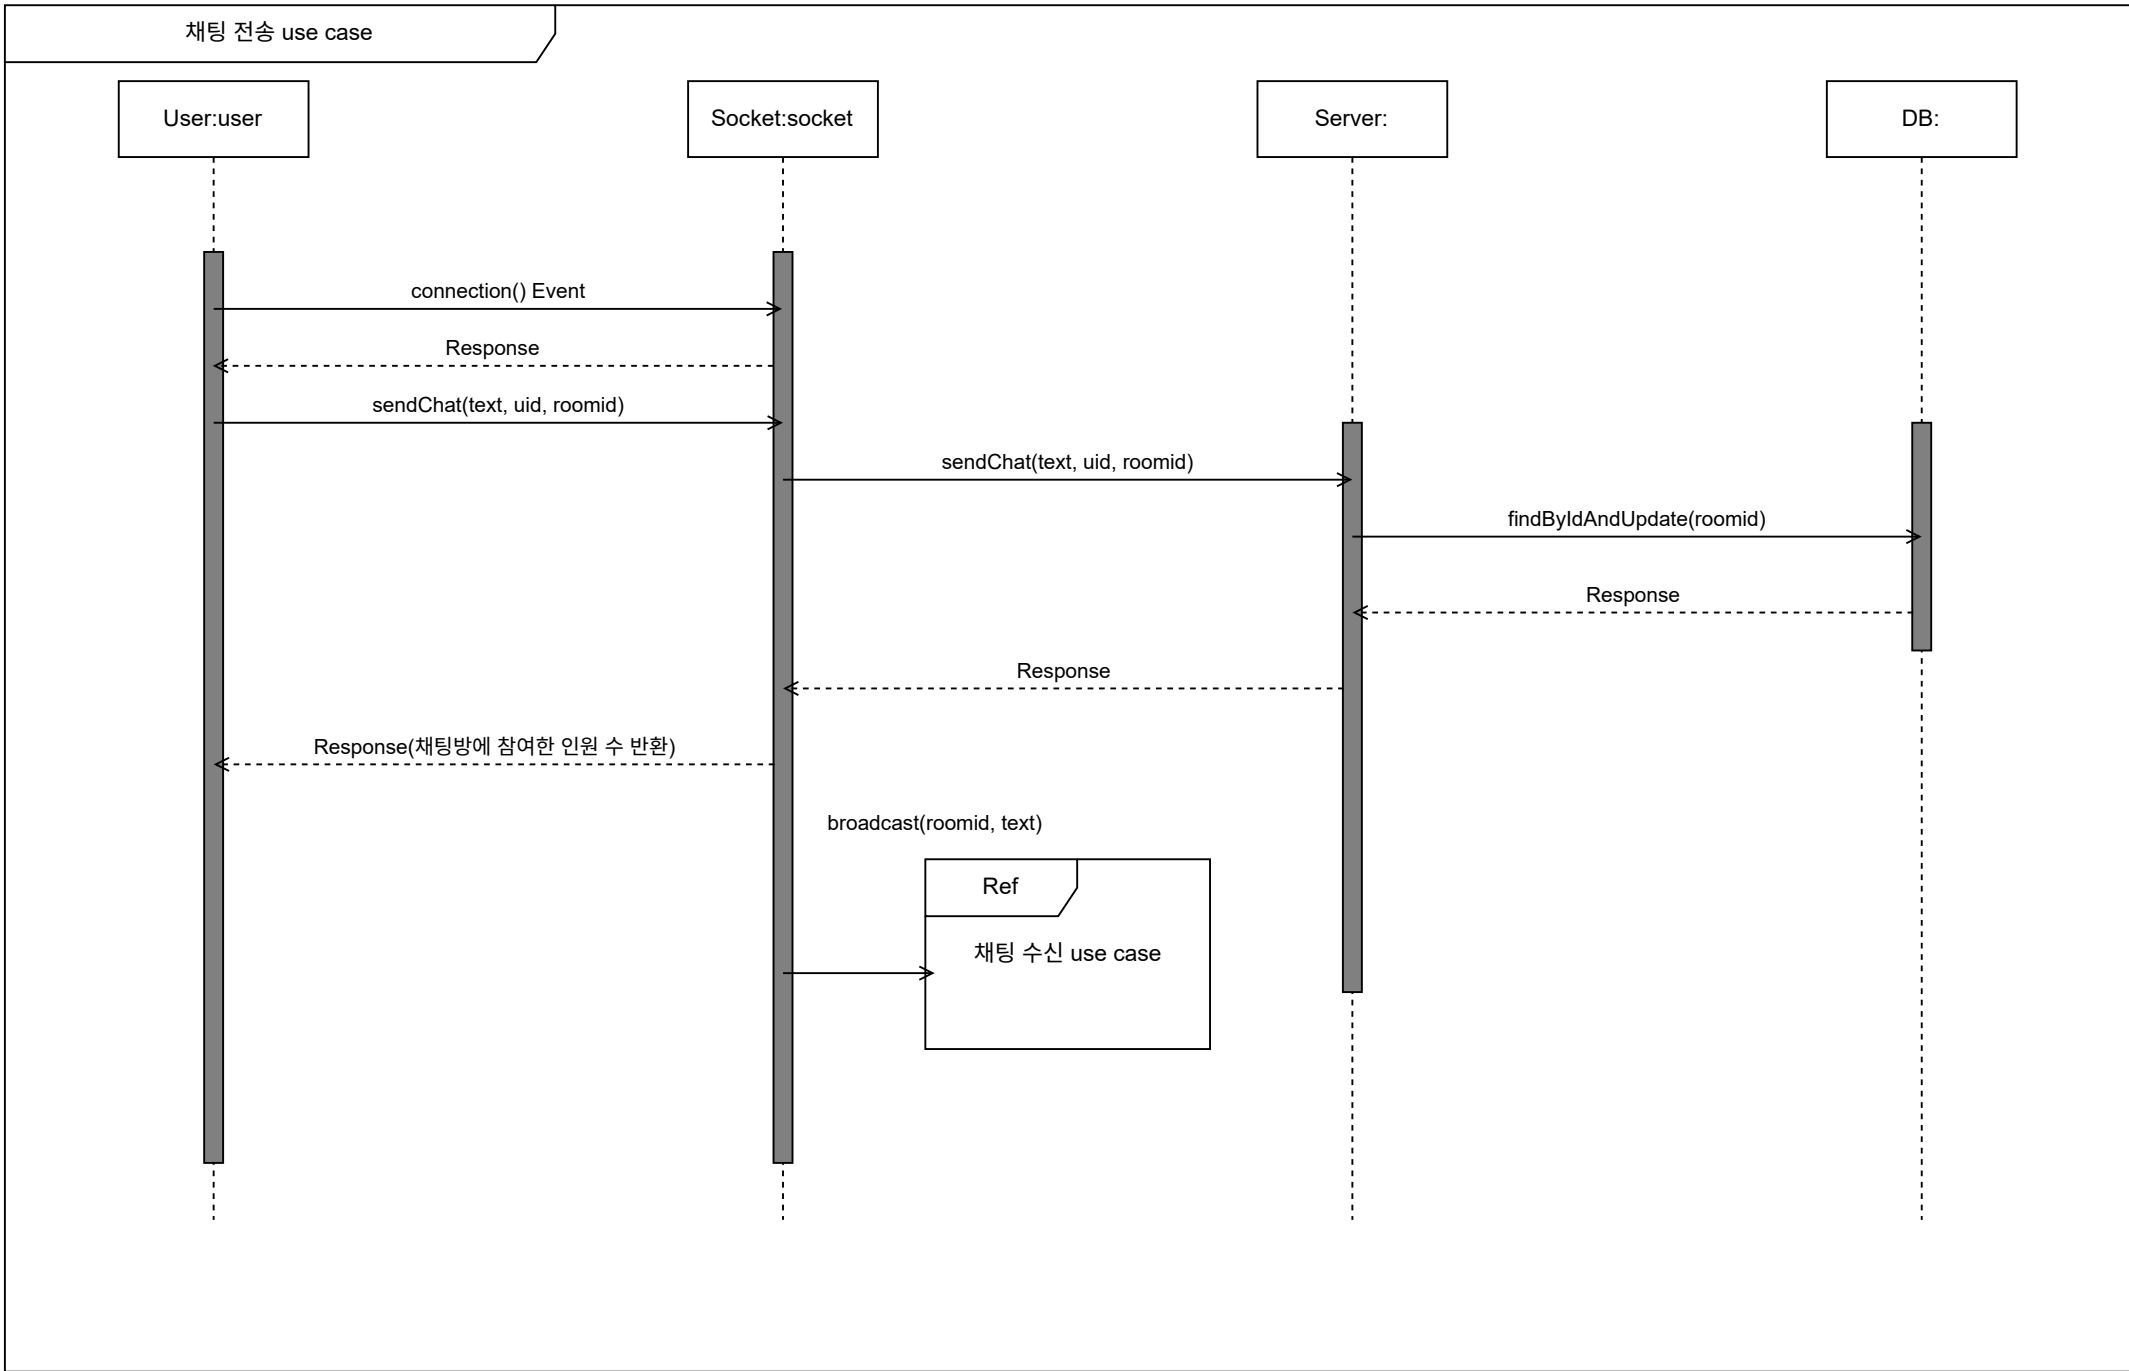 채팅 전송 use case
User:user
Socket:socket
Server:
DB:
connection() Event
Response
sendChat(text, uid, roomid)
sendChat(text, uid, roomid)
findByIdAndUpdate(roomid)
Response
Response
Response(채팅방에 참여한 인원 수 반환)
broadcast(roomid, text)
Ref
채팅 수신 use case